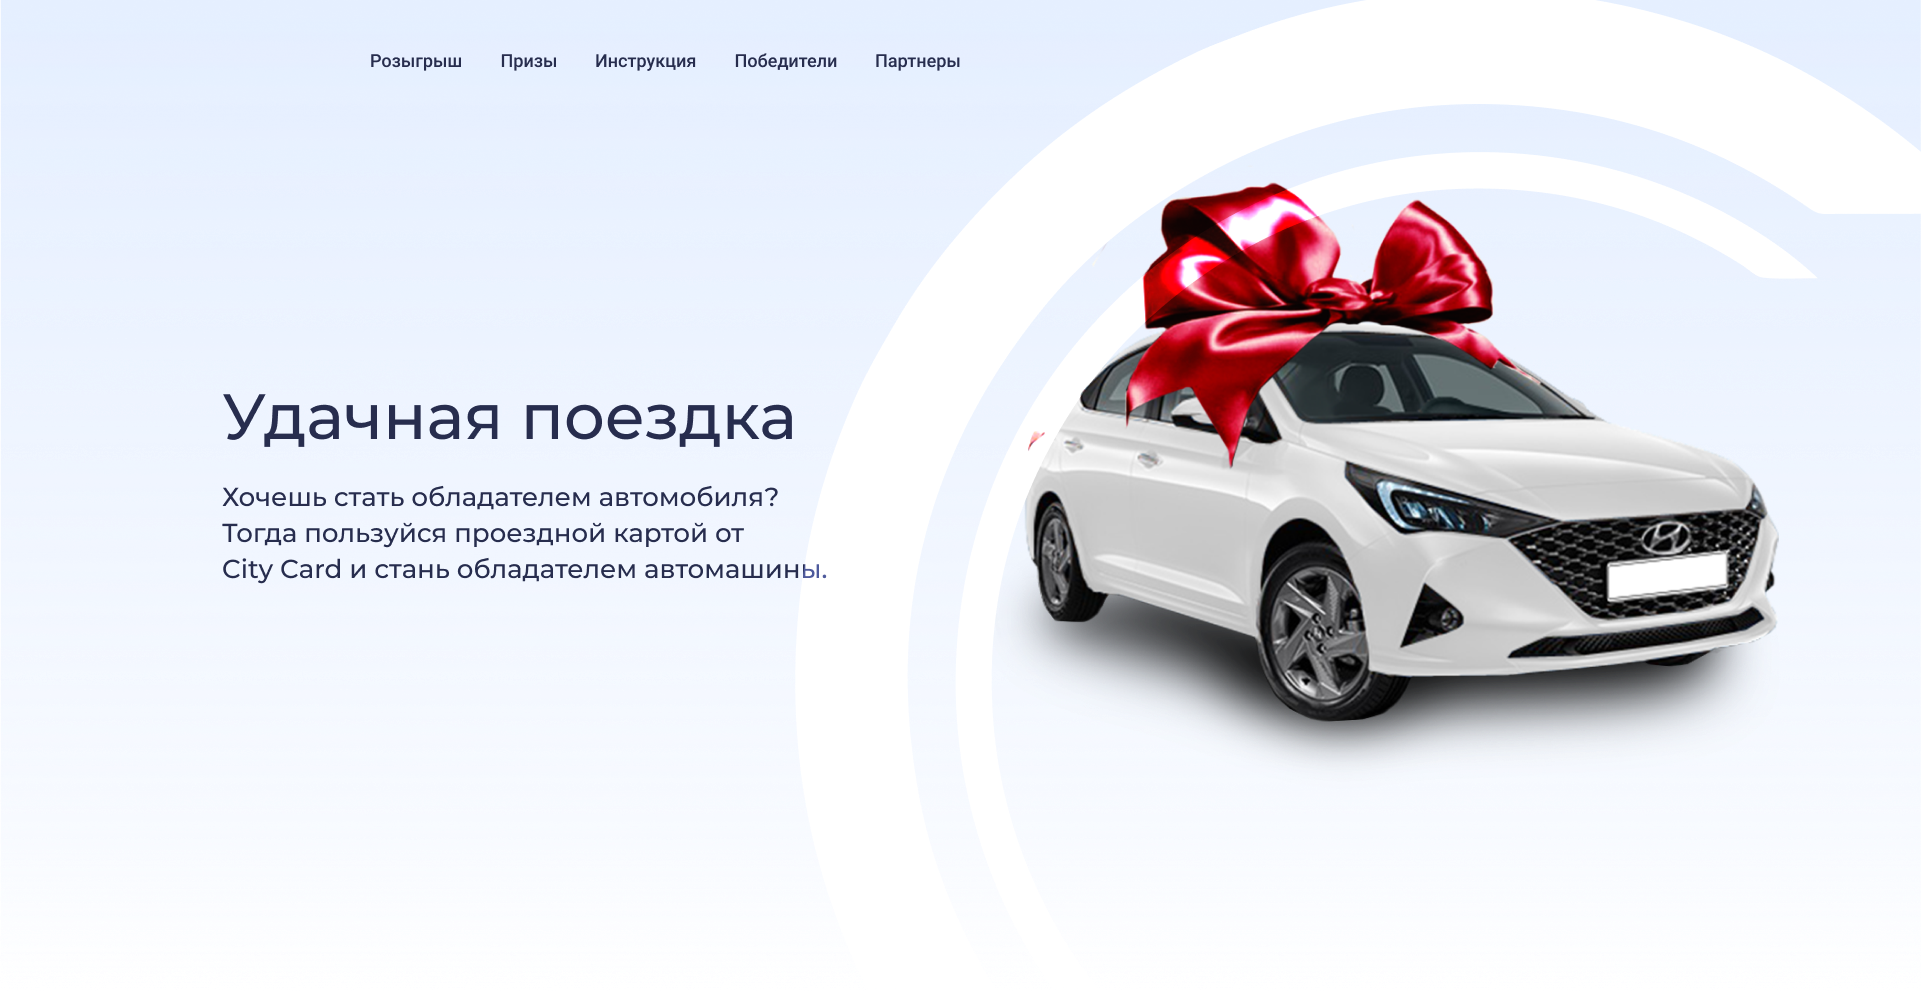 Розыгрыш Призы Инструкция Победители Партнеры
Удачная поездка
Хочешь стать обладателем автомобиля?
Тогда пользуйся проездной картой от
City Card и стань обладателем автомашины.